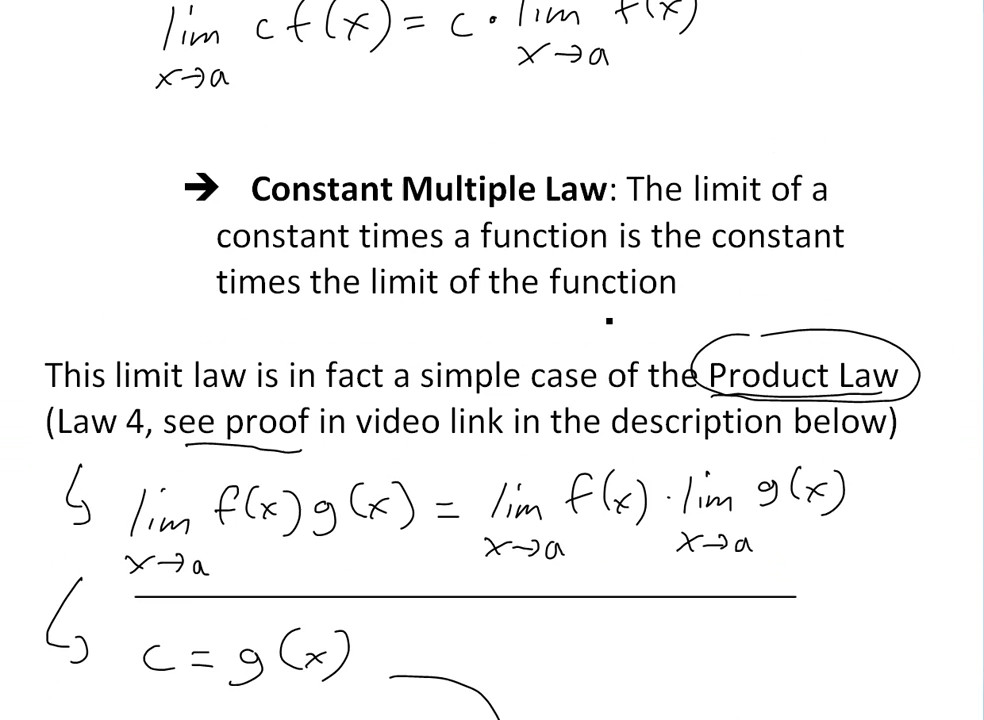 lim c f(x) = c · lim f(x)
x→a x→a
➔ Constant Multiple Law: The limit of a
constant times a function is the constant
times the limit of the function
This limit law is in fact a simple case of the Product Law
(Law 4, see proof in video link in the description below)
↳ lim f(x) g(x) = lim f(x) · lim g(x)
x→a x→a x→a
↳ c = g(x)